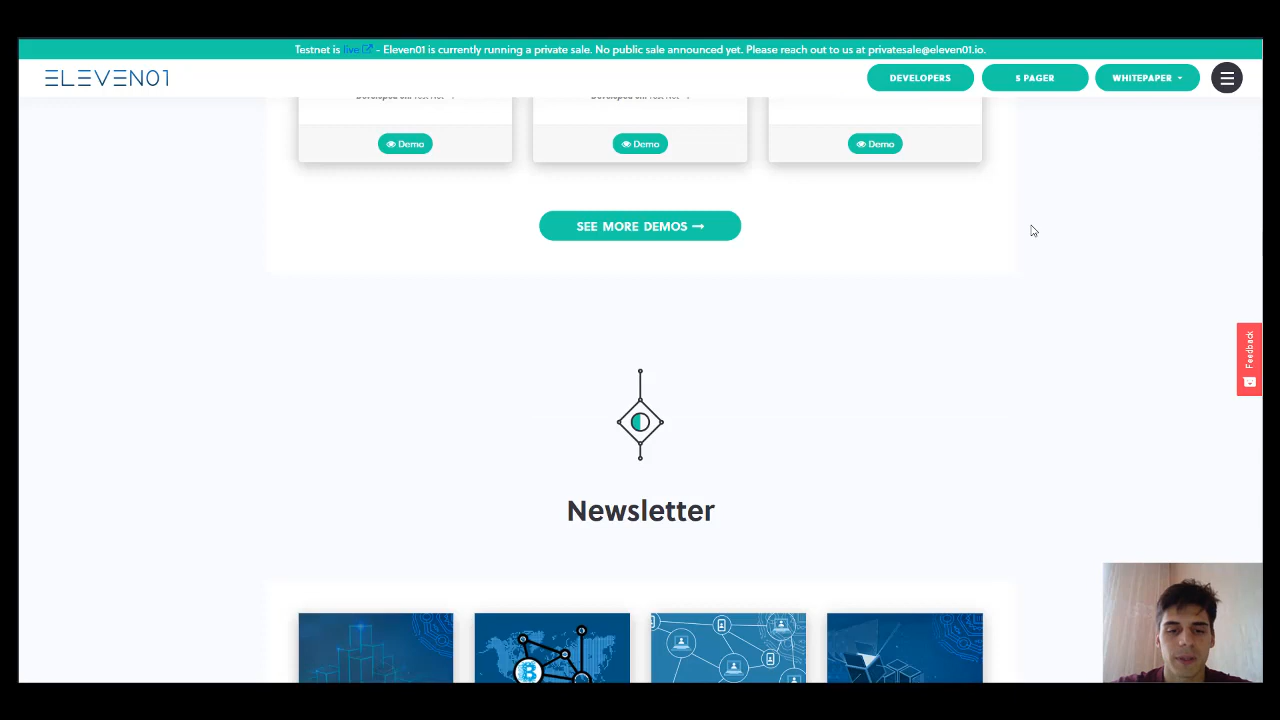 Testnet is live - Eleven01 is currently running a private sale. No public sale announced yet. Please reach out to us at privatesale@eleven01.io.
ELEVEN01
DEVELOPERS
5 PAGER
WHITEPAPER
Demo
Demo
Demo
SEE MORE DEMOS
Feedback
Newsletter